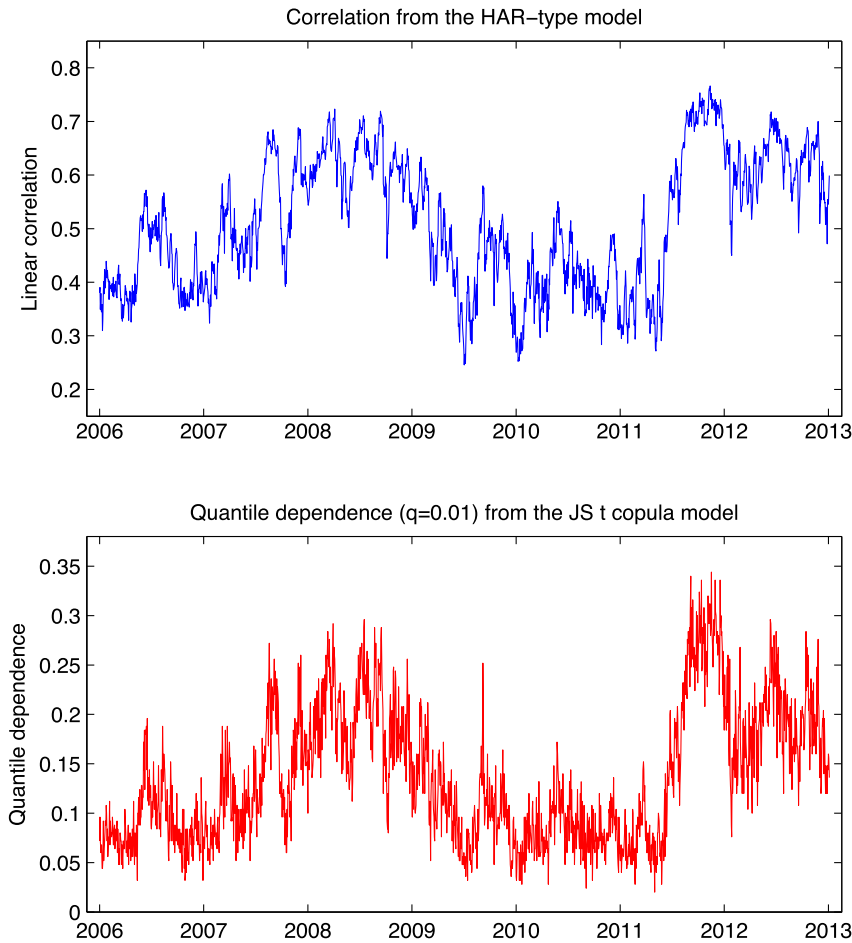 Correlation from the HAR−type model
Linear correlation
0.8
0.7
0.6
0.5
0.4
0.3
0.2
2006 2007 2008 2009 2010 2011 2012 2013
Quantile dependence (q=0.01) from the JS t copula model
Quantile dependence
0.35
0.3
0.25
0.2
0.15
0.1
0.05
0
2006 2007 2008 2009 2010 2011 2012 2013